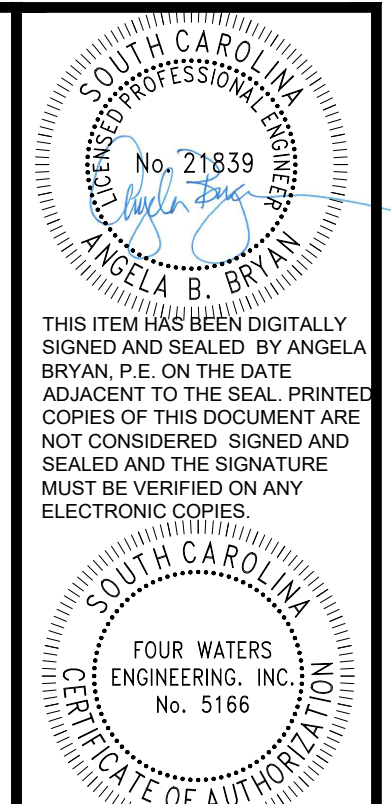 SOUTH CAROLINA
LICENSED PROFESSIONAL ENGINEER
No. 21839
Angela Bryan
ANGELA B. BRYAN
THIS ITEM HAS BEEN DIGITALLY
SIGNED AND SEALED BY ANGELA
BRYAN, P.E. ON THE DATE
ADJACENT TO THE SEAL. PRINTED
COPIES OF THIS DOCUMENT ARE
NOT CONSIDERED SIGNED AND
SEALED AND THE SIGNATURE
MUST BE VERIFIED ON ANY
ELECTRONIC COPIES.
SOUTH CAROLINA
FOUR WATERS
ENGINEERING. INC.
No. 5166
CERTIFICATE OF AUTHORIZATION